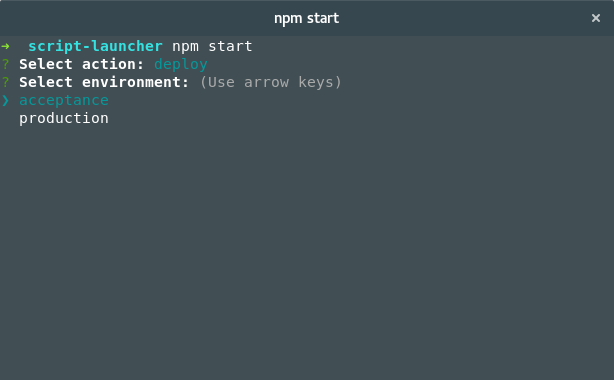 npm start ×
➜  script-launcher npm start
? Select action: deploy
? Select environment: (Use arrow keys)
❯ acceptance
  production